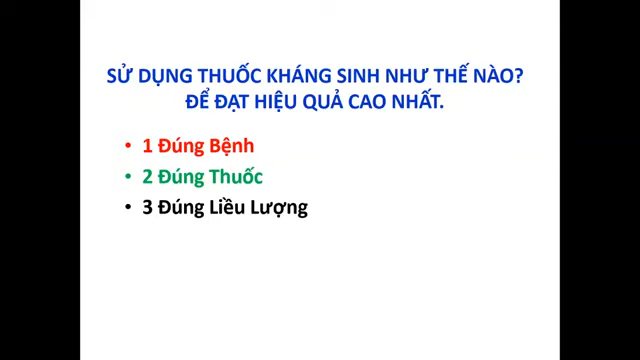 SỬ DỤNG THUỐC KHÁNG SINH NHƯ THẾ NÀO?
ĐỂ ĐẠT HIỆU QUẢ CAO NHẤT.
• 1 Đúng Bệnh
• 2 Đúng Thuốc
• 3 Đúng Liều Lượng